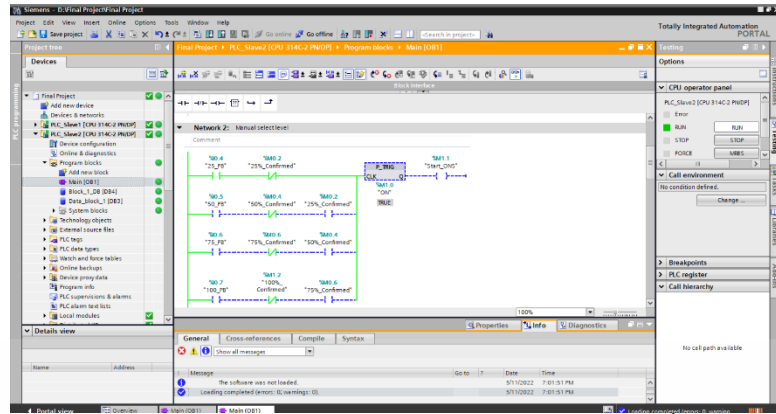 Siemens - D:\Final Project\Final Project
Project Edit View Insert Online Options Tools Window Help
Totally Integrated Automation
PORTAL
Save project
Go online
Go offline
<Search in project>
Project tree
Final Project ▸ PLC_Slave2 [CPU 314C-2 PN/DP] ▸ Program blocks ▸ Main [OB1]
Testing
Devices
Options
Block interface
PLC programming
Final Project
Add new device
Devices & networks
PLC_Slave1 [CPU 314C-2 PN/DP]
PLC_Slave2 [CPU 314C-2 PN/DP]
Device configuration
Online & diagnostics
Program blocks
Add new block
Main [OB1]
Block_1_DB [DB4]
Data_block_1 [DB3]
System blocks
Technology objects
External source files
PLC tags
PLC data types
Watch and force tables
Online backups
Device proxy data
Program info
PLC supervisions & alarms
PLC alarm text lists
Local modules
Details view
Name Address
Network 2: Manual select level
Comment
%I0.4
"25_PB"
%M0.2
"25%_Confirmed"
P_TRIG
CLK Q
%M1.0
"ON"
TRUE
%M1.1
"Start_ONS"
%I0.5
"50_PB"
%M0.4
"50%_Confirmed"
%M0.2
"25%_Confirmed"
%I0.6
"75_PB"
%M0.6
"75%_Confirmed"
%M0.4
"50%_Confirmed"
%I0.7
"100_PB"
%M1.2
"100%_
Confirmed"
%M0.6
"75%_Confirmed"
100%
CPU operator panel
PLC_Slave2 [CPU 314C-2 PN/DP]
Error
RUN RUN
STOP STOP
FORCE MRES
Call environment
No condition defined.
Change...
Breakpoints
PLC register
Call hierarchy
No call path available
Testing
Libraries
Add-ins
Properties Info Diagnostics
General Cross-references Compile Syntax
Show all messages
! Message Go to ? Date Time
The software was not loaded. 5/11/2022 7:01:51 PM
Loading completed (errors: 0; warnings: 0). 5/11/2022 7:01:51 PM
Portal view Overview Main (OB1) Main (OB1)
Loading completed (errors: 0; warning